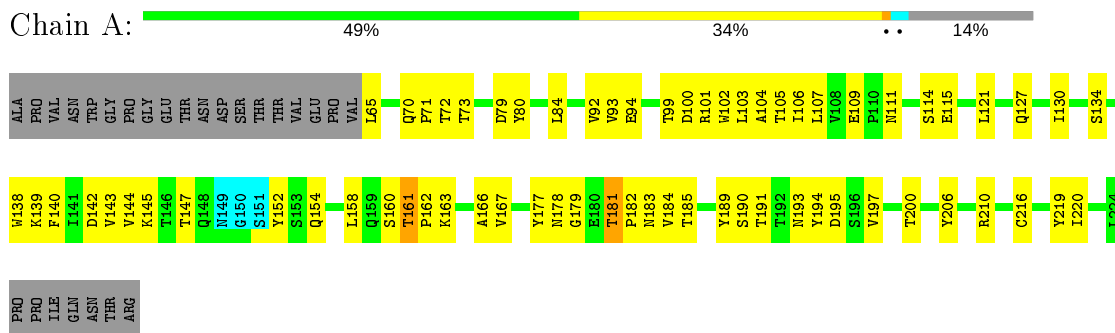 Chain A:
49% 34% • • 14%
ALA PRO VAL ASN TRP GLY PRO GLY GLU THR ASN ASP SER THR THR VAL GLU PRO VAL L65 Q70 P71 T72 T73 D79 Y80 L84 V92 V93 E94 T99 D100 R101 W102 L103 A104 T105 I106 L107 V108 E109 P110 N111 S114 E115 L121 Q127 I130 S134
W138 K139 F140 I141 D142 V143 V144 K145 T146 T147 Q148 N149 G150 S151 Y152 S153 Q154 L158 Q159 S160 T161 P162 K163 A166 V167 Y177 N178 G179 E180 T181 P182 N183 V184 T185 Y189 S190 T191 T192 N193 Y194 D195 S196 V197 T200 Y206 R210 C216 Y219 I220 L224
PRO PRO ILE GLN ASN THR ARG